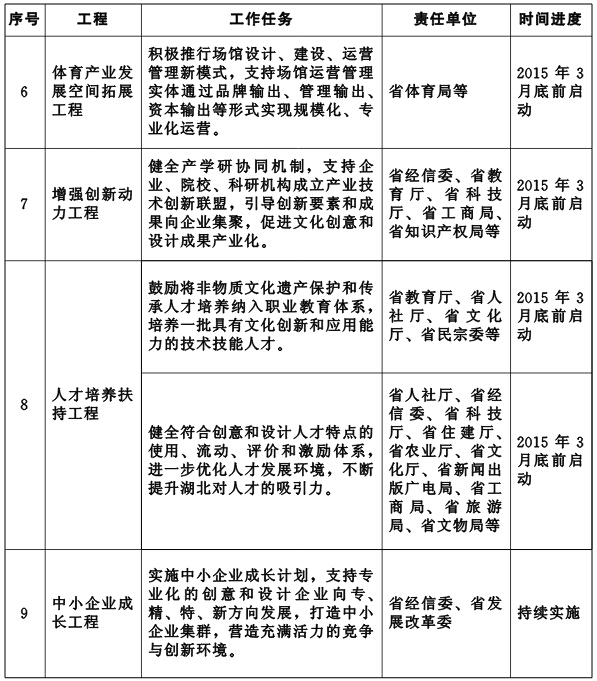 序号 工程 工作任务 责任单位 时间进度
6
体育产业发
展空间拓展
工程
积极推行场馆设计、建设、运营
管理新模式，支持场馆运营管理
实体通过品牌输出、管理输出、
资本输出等形式实现规模化、专
业化运营。
省体育局等
2015 年 3
月底前启
动
7
增强创新动
力工程
健全产学研协同机制，支持企
业、院校、科研机构成立产业技
术创新联盟，引导创新要素和成
果向企业集聚，促进文化创意和
设计成果产业化。
省经信委、省教
育厅、省科技
厅、省工商局、
省知识产权局等
2015 年 3
月底前启
动
8
人才培养扶
持工程
鼓励将非物质文化遗产保护和传
承人才培养纳入职业教育体系，
培养一批具有文化创新和应用能
力的技术技能人才。
省教育厅、省人
社厅、省文化
厅、省民宗委等
2015 年 3
月底前启
动
健全符合创意和设计人才特点的
使用、流动、评价和激励体系，
进一步优化人才发展环境，不断
提升湖北对人才的吸引力。
省人社厅、省经
信委、省科技
厅、省住建厅、
省农业厅、省文
化厅、省新闻出
版广电局、省工
商局、省旅游
局、省文物局等
2015 年 3
月底前启
动
9
中小企业成
长工程
实施中小企业成长计划，支持专
业化的创意和设计企业向专、
精、特、新方向发展，打造中小
企业集群，营造充满活力的竞争
与创新环境。
省经信委、省发
展改革委
持续实施